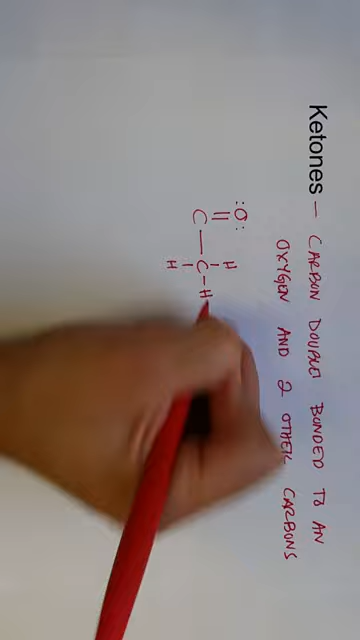 Ketones – CARBON DOUBLE BONDED TO AN
OXYGEN AND 2 OTHER CARBONS
:O:
H
C — C – H
H